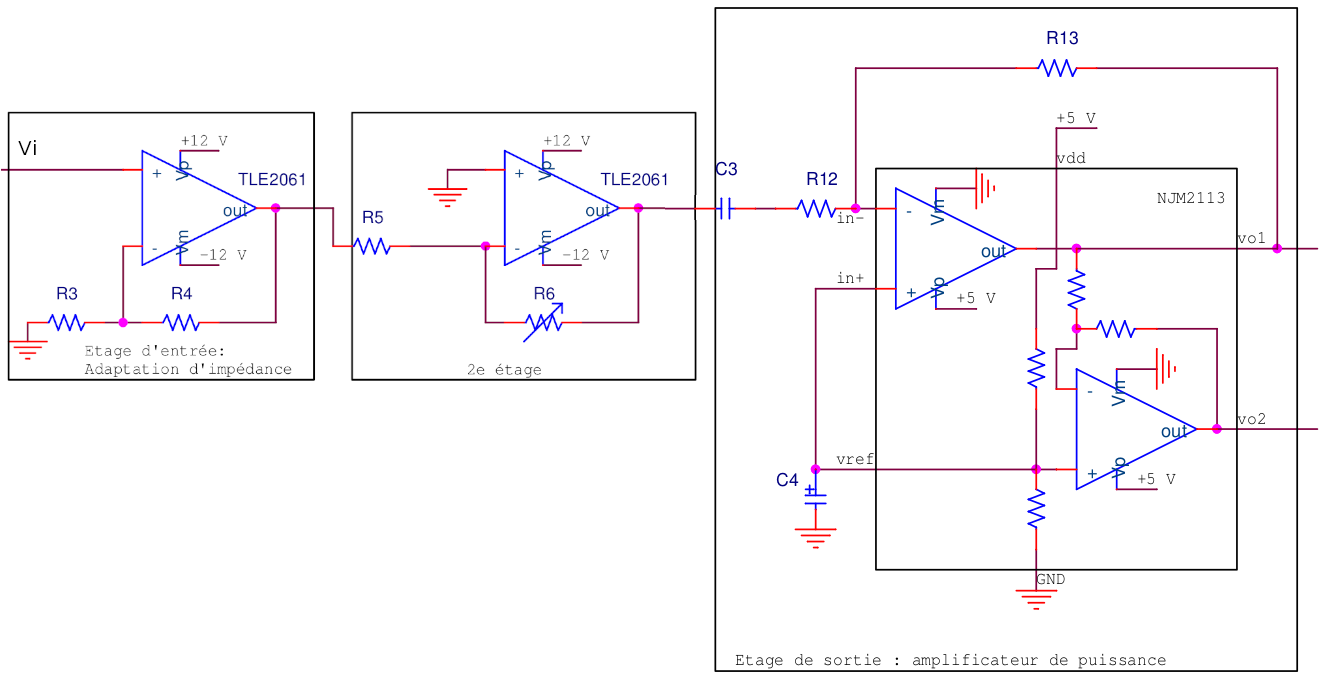 R13
+5 V
vdd
Vi
+12 V
Vp
+
TLE2061
out
-
Vm
-12 V
R3
R4
Etage d'entrée:
Adaptation d'impédance
+12 V
Vp
+
TLE2061
out
R5
-
Vm
-12 V
R6
2e étage
C3
R12
in-
NJM2113
-
Vm
out
vo1
in+
+
Vp
+5 V
-
Vm
out
vo2
vref
+
Vp
+5 V
C4
+
GND
Etage de sortie : amplificateur de puissance